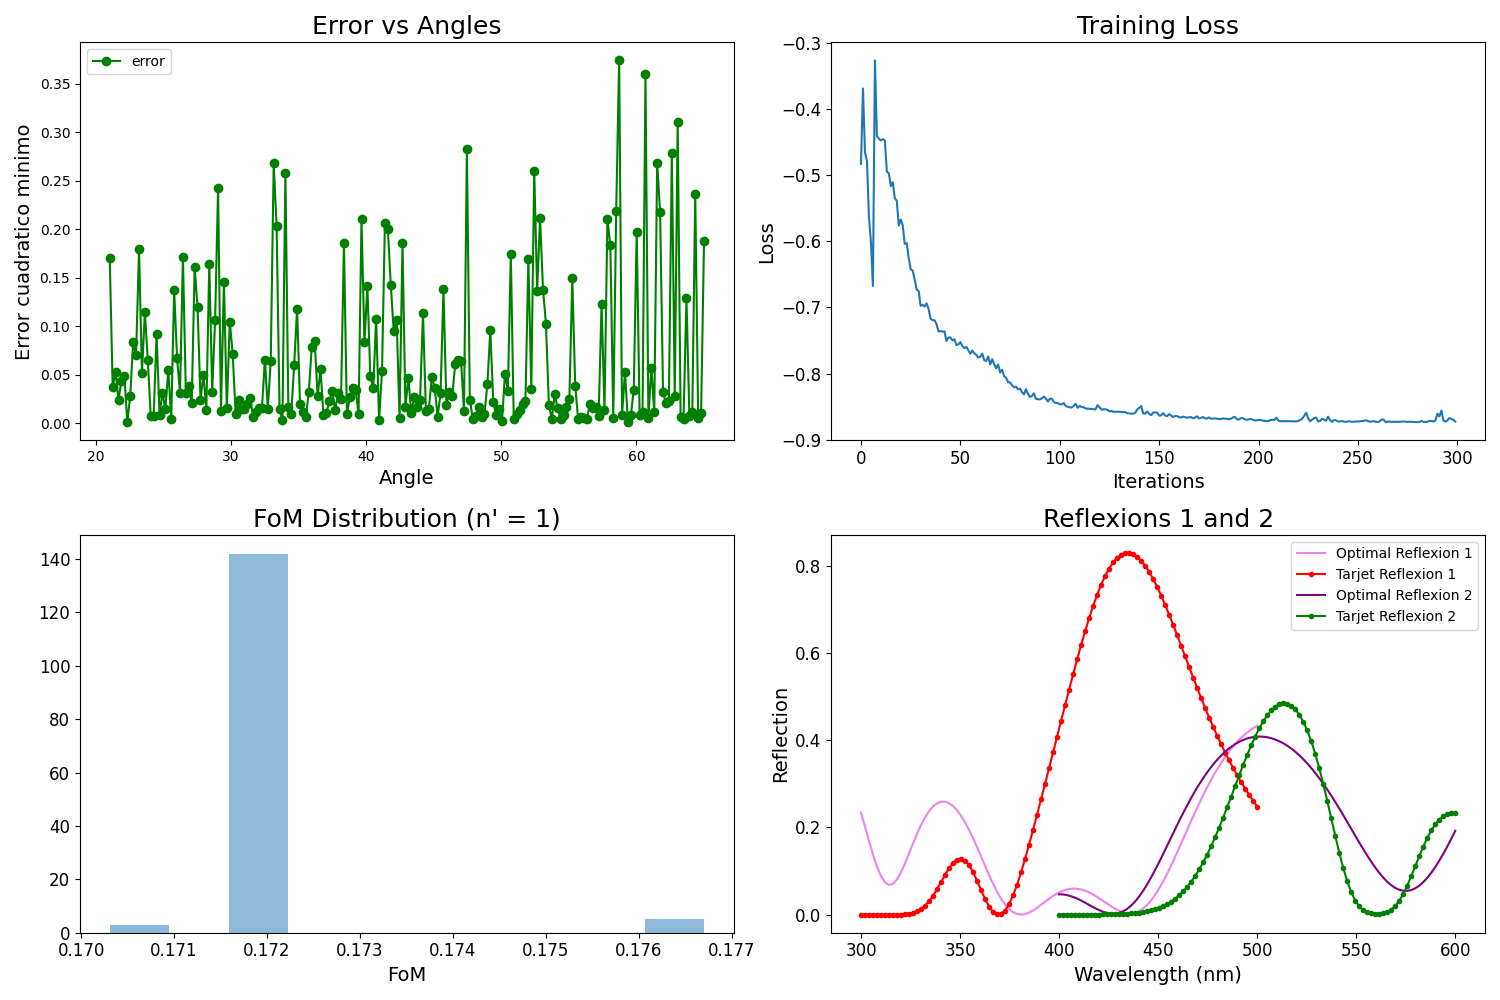 Error vs Angles
error
Error cuadratico minimo
0.35
0.30
0.25
0.20
0.15
0.10
0.05
0.00
20 30 40 50 60
Angle
Training Loss
Loss
−0.3
−0.4
−0.5
−0.6
−0.7
−0.8
−0.9
0 50 100 150 200 250 300
Iterations
FoM Distribution (n' = 1)
140
120
100
80
60
40
20
0
0.170 0.171 0.172 0.173 0.174 0.175 0.176 0.177
FoM
Reflexions 1 and 2
Optimal Reflexion 1
Tarjet Reflexion 1
Optimal Reflexion 2
Tarjet Reflexion 2
Reflection
0.8
0.6
0.4
0.2
0.0
300 350 400 450 500 550 600
Wavelength (nm)